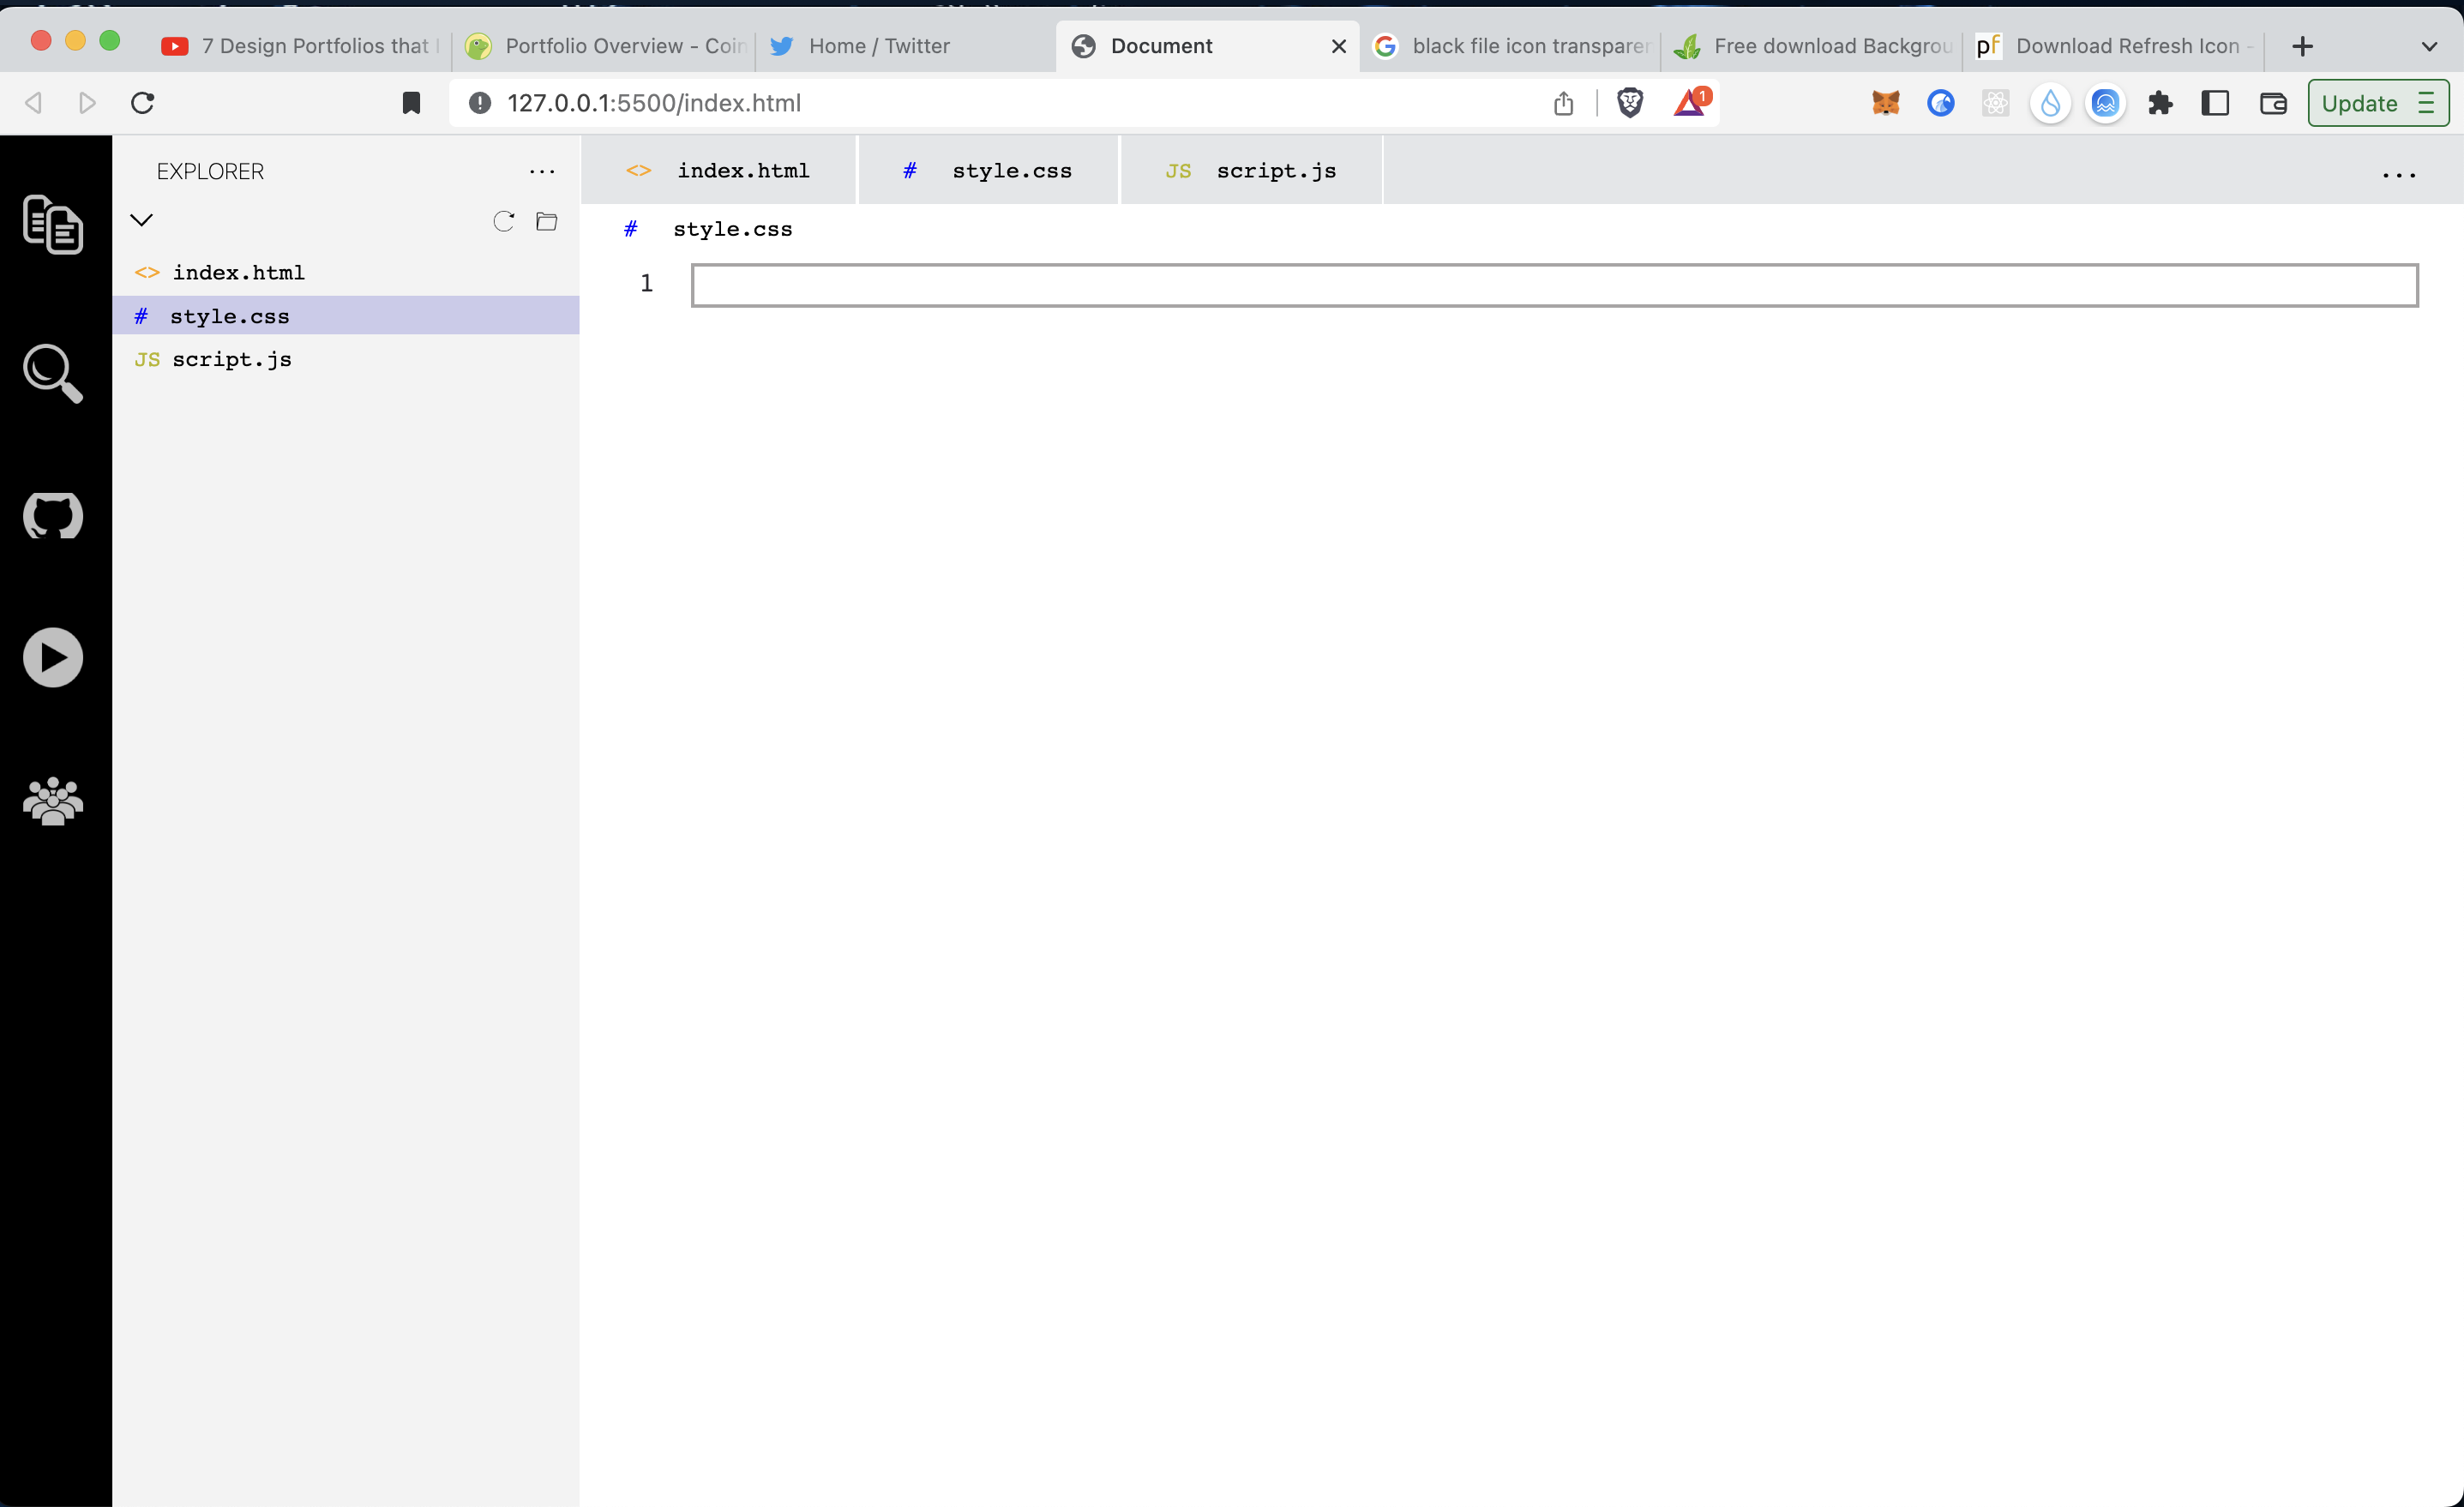 7 Design Portfolios that
Portfolio Overview - Coin
Home / Twitter
Document
black file icon transparen
Free download Backgrou
pf Download Refresh Icon -
127.0.0.1:5500/index.html
1
Update
EXPLORER ...
<> index.html
# style.css
JS script.js
<> index.html
# style.css
JS script.js
...
# style.css
1